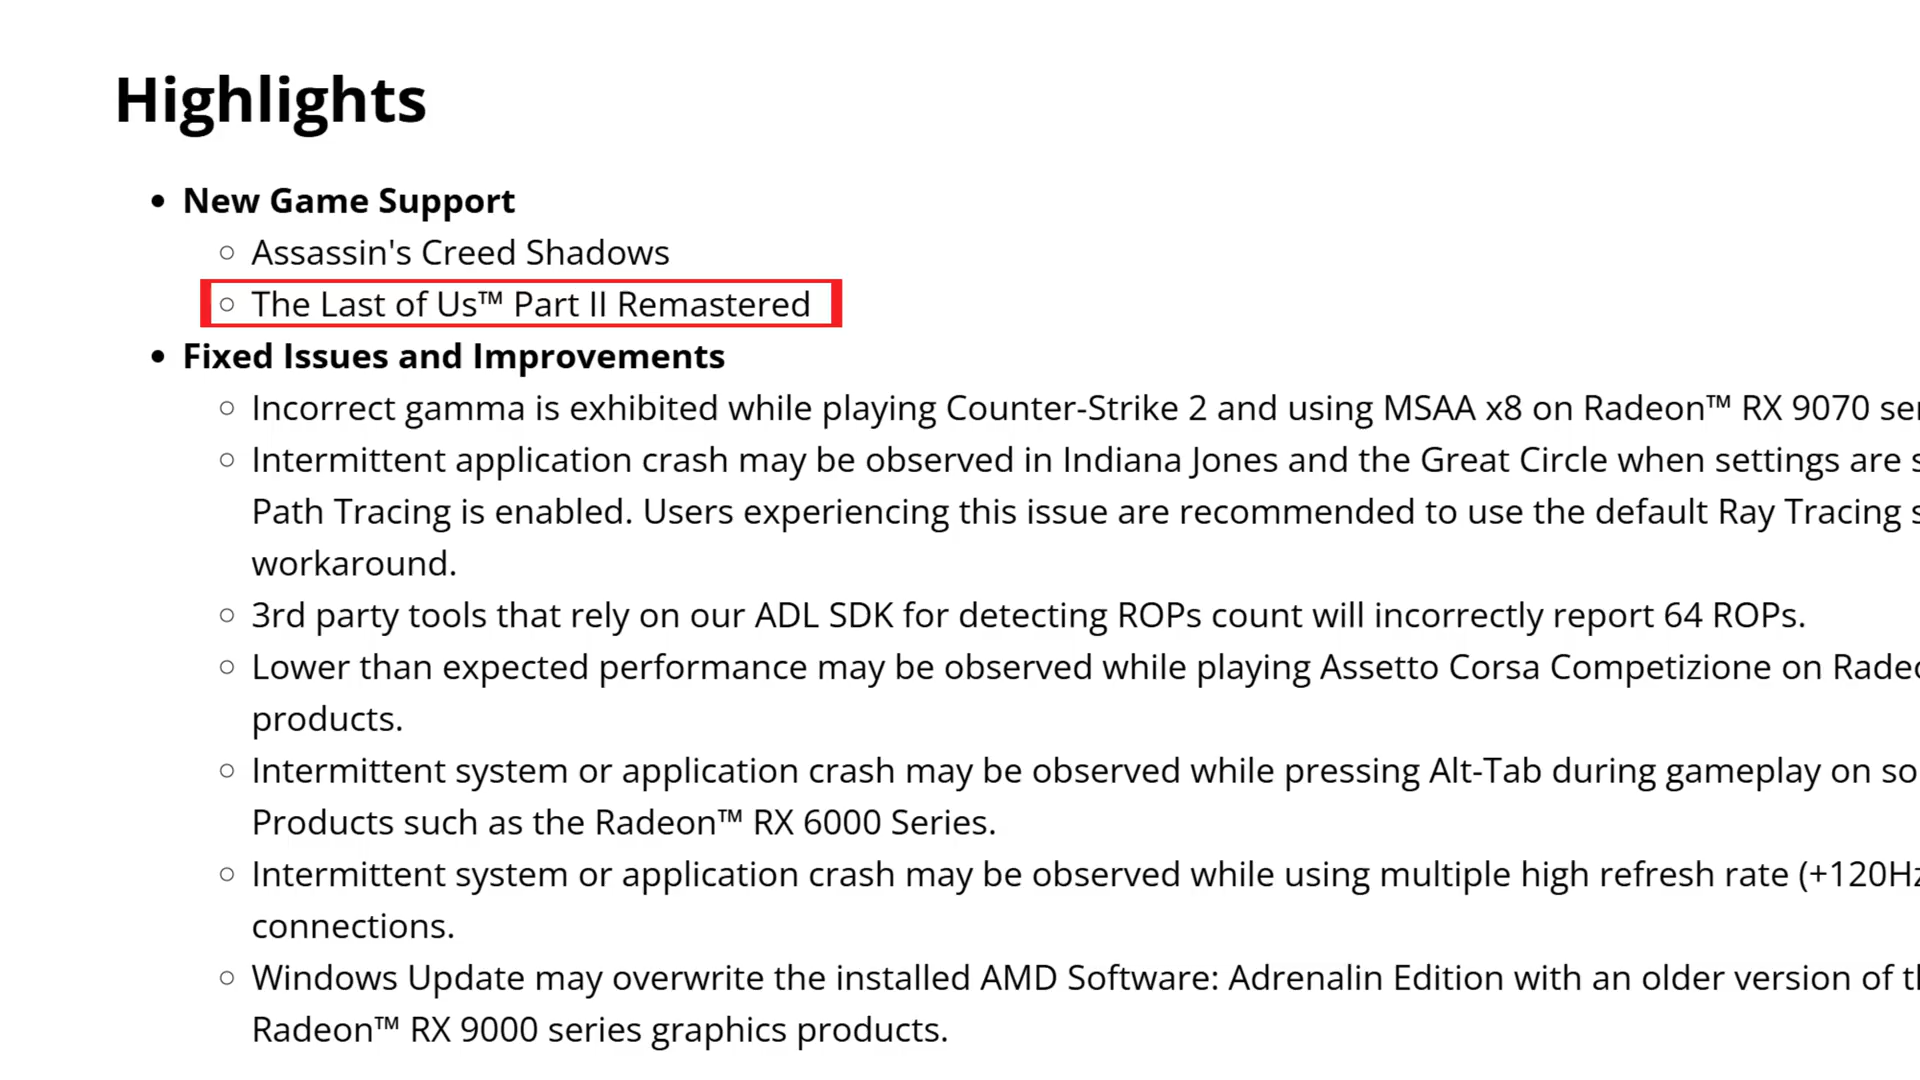 Highlights
New Game Support
Assassin's Creed Shadows
The Last of Us™ Part II Remastered
Fixed Issues and Improvements
Incorrect gamma is exhibited while playing Counter-Strike 2 and using MSAA x8 on Radeon™ RX 9070
Intermittent application crash may be observed in Indiana Jones and the Great Circle when settings are
Path Tracing is enabled. Users experiencing this issue are recommended to use the default Ray Tracing
workaround.
3rd party tools that rely on our ADL SDK for detecting ROPs count will incorrectly report 64 ROPs.
Lower than expected performance may be observed while playing Assetto Corsa Competizione on
products.
Intermittent system or application crash may be observed while pressing Alt-Tab during gameplay on
Products such as the Radeon™ RX 6000 Series.
Intermittent system or application crash may be observed while using multiple high refresh rate (+120Hz
connections.
Windows Update may overwrite the installed AMD Software: Adrenalin Edition with an older version of
Radeon™ RX 9000 series graphics products.